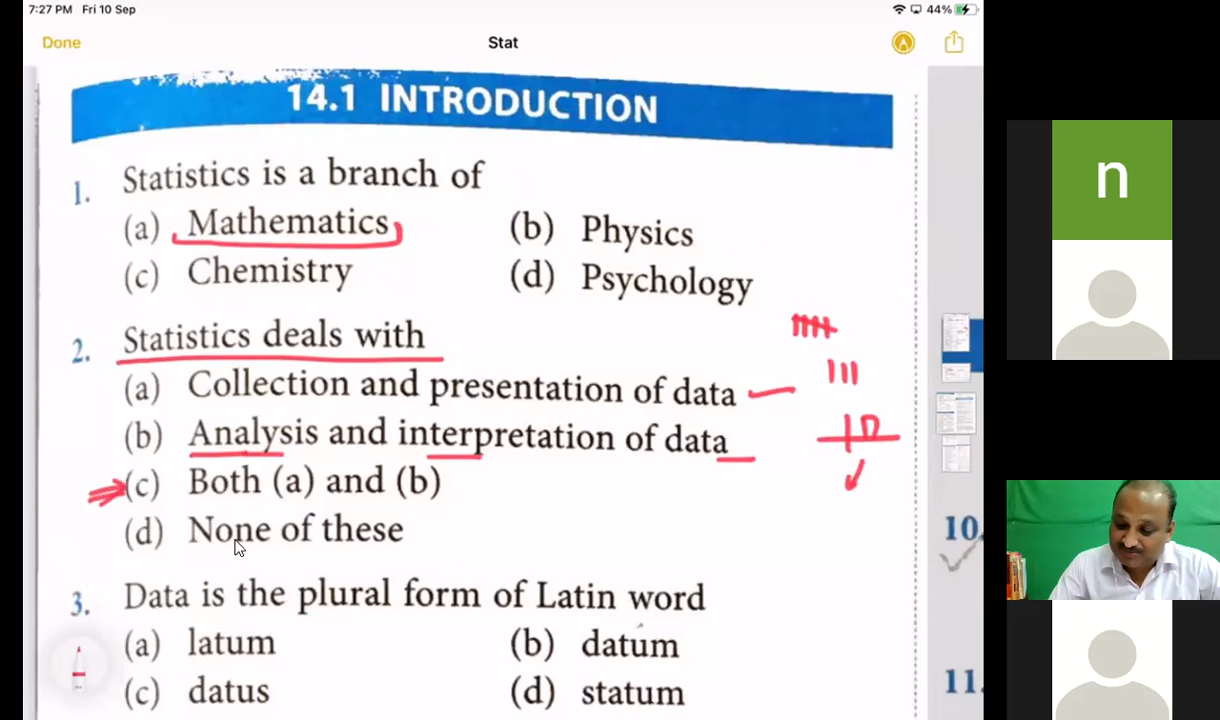 7:27 PM Fri 10 Sep
44%
Done
Stat
14.1 INTRODUCTION
1. Statistics is a branch of
(a) Mathematics (b) Physics
(c) Chemistry (d) Psychology
2. Statistics deals with
(a) Collection and presentation of data
(b) Analysis and interpretation of data
(c) Both (a) and (b)
(d) None of these
3. Data is the plural form of Latin word
(a) latum (b) datum
(c) datus (d) statum
10.
11.
n